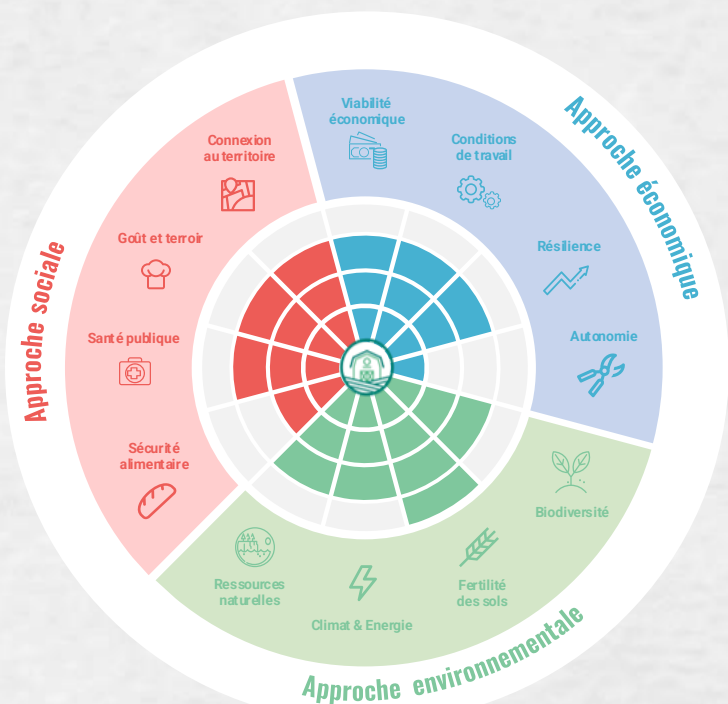 Approche économique
Viabilité
économique
Conditions
de travail
Résilience
Autonomie
Approche environnementale
Biodiversité
Fertilité
des sols
Climat & Energie
Ressources
naturelles
Approche sociale
Sécurité
alimentaire
Santé publique
Goût et terroir
Connexion
au territoire